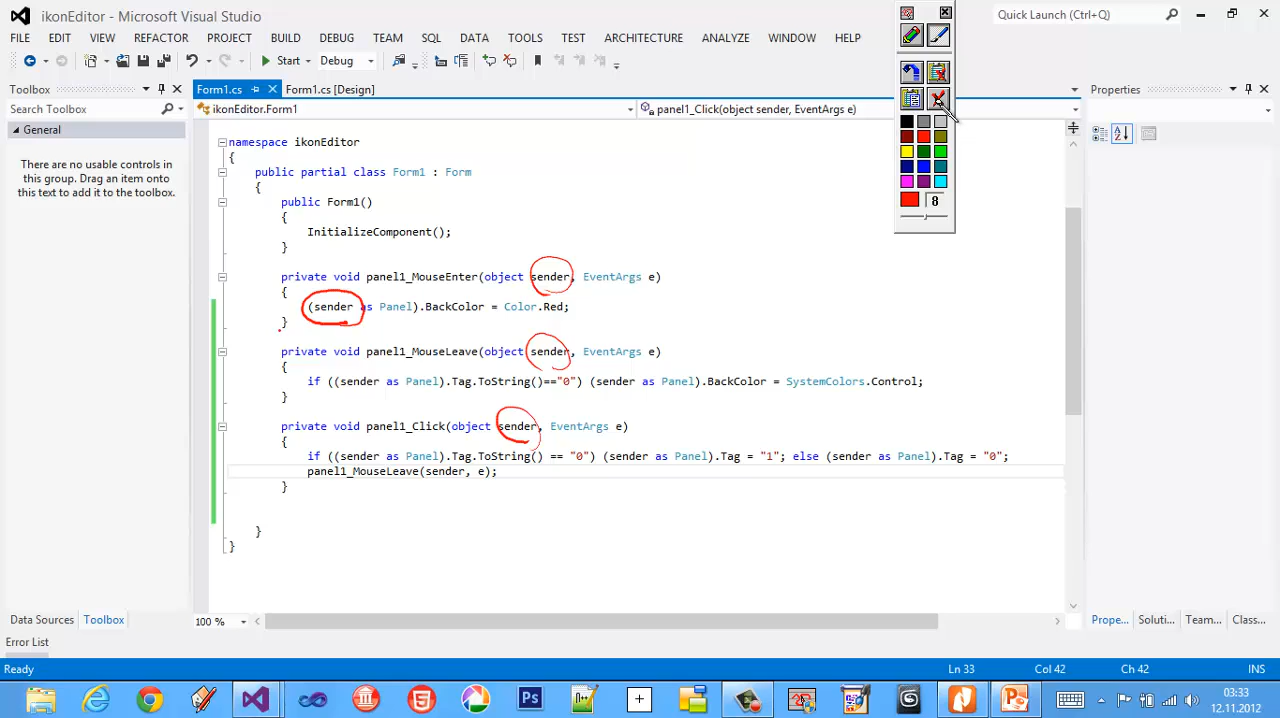 ikonEditor - Microsoft Visual Studio
Quick Launch (Ctrl+Q)
FILE EDIT VIEW REFACTOR PROJECT BUILD DEBUG TEAM SQL DATA TOOLS TEST ARCHITECTURE ANALYZE WINDOW HELP
Start Debug
Toolbox
Form1.cs
Form1.cs [Design]
Properties
Search Toolbox
ikonEditor.Form1
panel1_Click(object sender, EventArgs e)
General
There are no usable controls in
this group. Drag an item onto
this text to add it to the toolbox.
namespace ikonEditor
{
public partial class Form1 : Form
{
public Form1()
{
InitializeComponent();
}
private void panel1_MouseEnter(object sender, EventArgs e)
{
(sender as Panel).BackColor = Color.Red;
}
private void panel1_MouseLeave(object sender, EventArgs e)
{
if ((sender as Panel).Tag.ToString()=="0") (sender as Panel).BackColor = SystemColors.Control;
}
private void panel1_Click(object sender, EventArgs e)
{
if ((sender as Panel).Tag.ToString() == "0") (sender as Panel).Tag = "1"; else (sender as Panel).Tag = "0";
panel1_MouseLeave(sender, e);
}
}
}
8
100 %
Data Sources Toolbox
Prope... Soluti... Team... Class...
Error List
Ready
Ln 33
Col 42
Ch 42
INS
03:33
12.11.2012